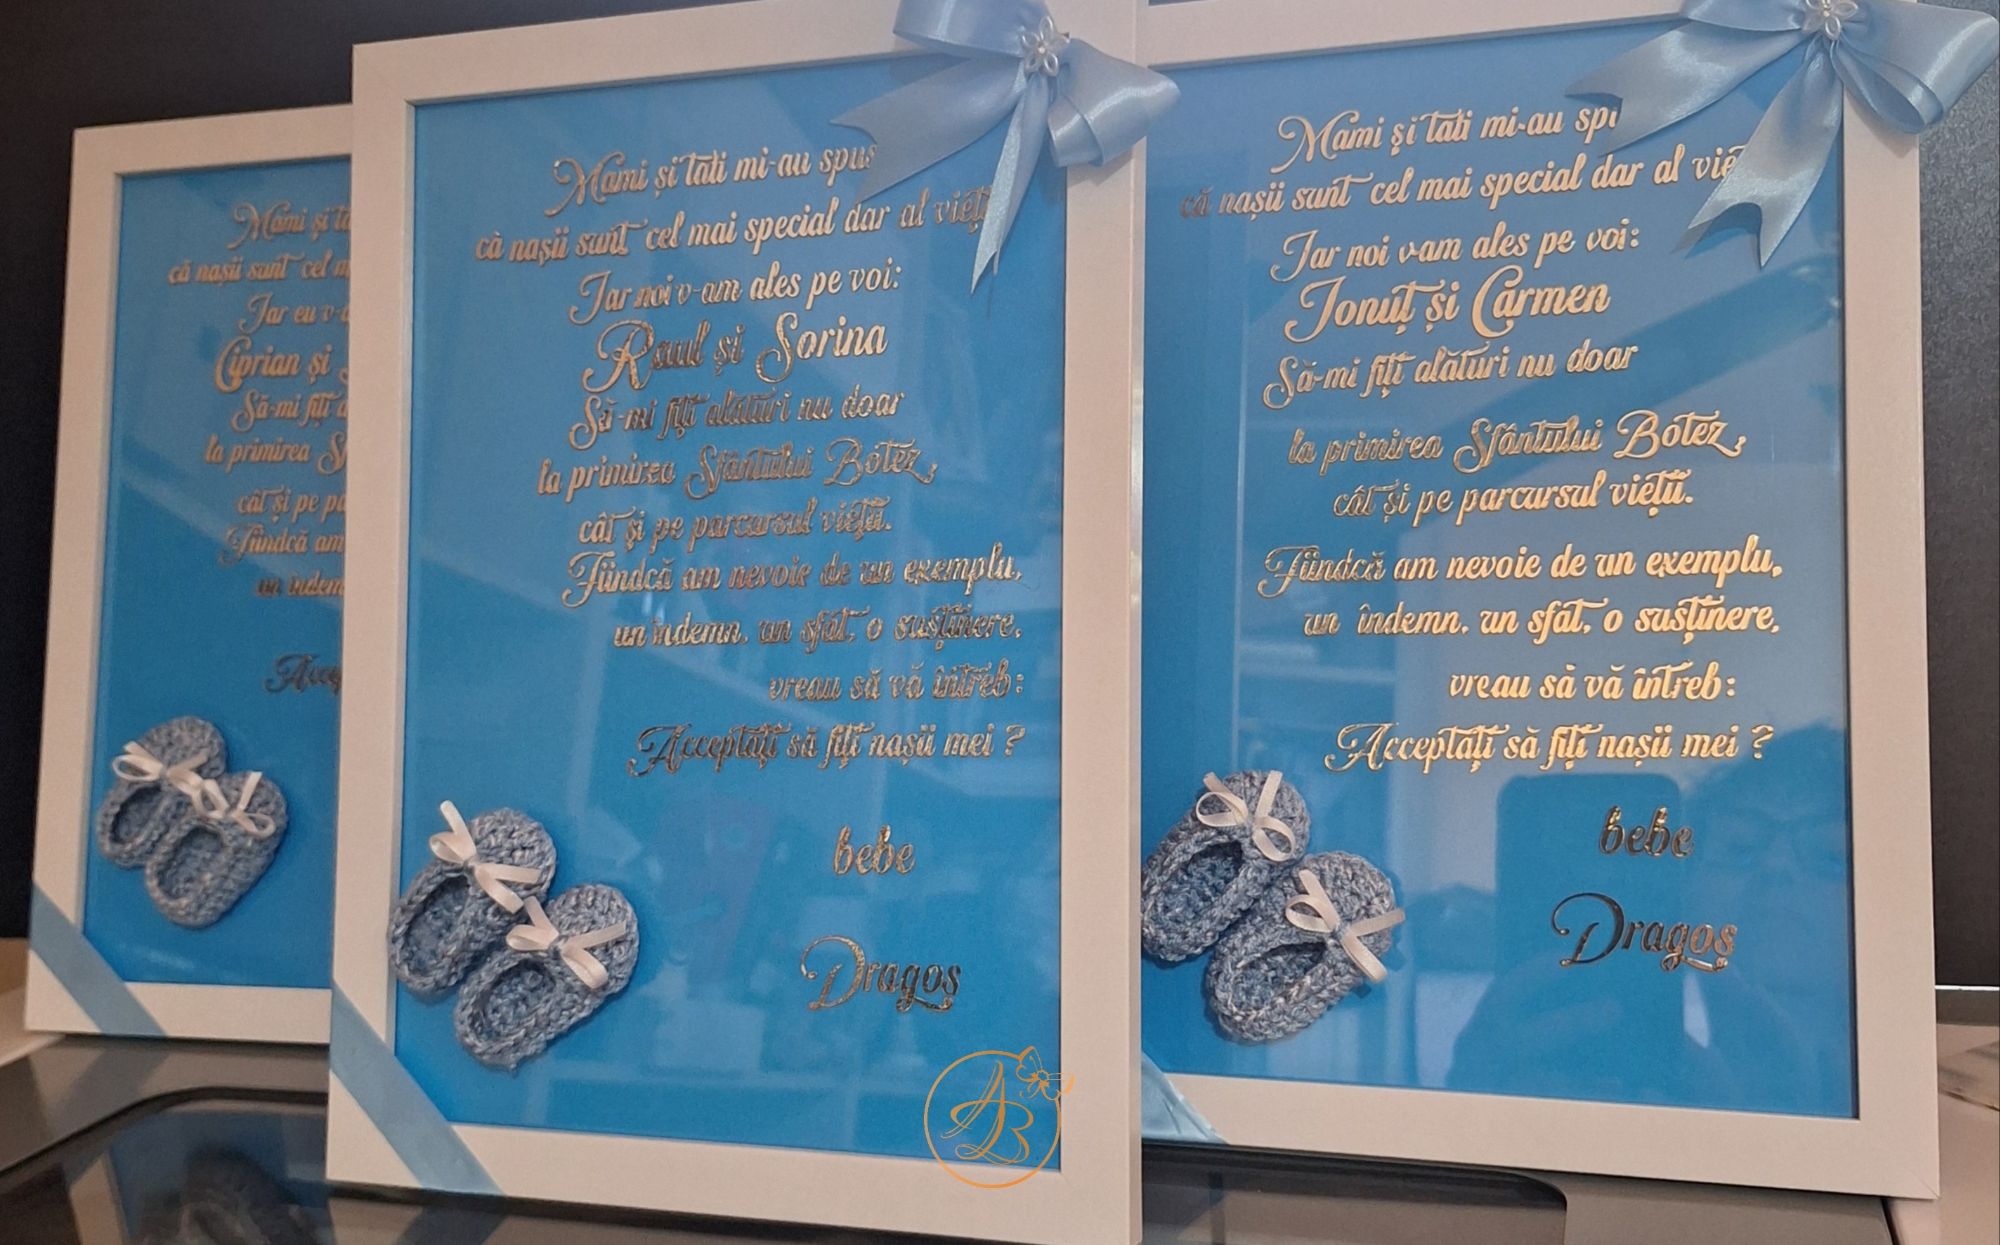 Mami și
că nașii sunt cel
Iar eu
Ciprian și
Să-mi fiți
la primirea
cât și pe
Fiindcă am
un îndemn
Mami și tati mi-au spus
că nașii sunt cel mai special dar al
Iar noi v-am ales pe voi:
Raul și Sorina
Să-mi fiți alături nu doar
la primirea Sfântului Botez,
cât și pe parcursul vieții.
Fiindcă am nevoie de un exemplu,
un îndemn, un sfat, o susținere,
vreau să vă întreb:
Acceptați să fiți nașii mei ?
bebe
Dragoș
AB
Mami și tati mi-au
că nașii sunt cel mai special dar al
Iar noi v-am ales pe voi:
Ionuț și Carmen
Să-mi fiți alături nu doar
la primirea Sfântului Botez,
cât și pe parcursul vieții.
Fiindcă am nevoie de un exemplu,
un îndemn, un sfat, o susținere,
vreau să vă întreb:
Acceptați să fiți nașii mei ?
bebe
Dragoș